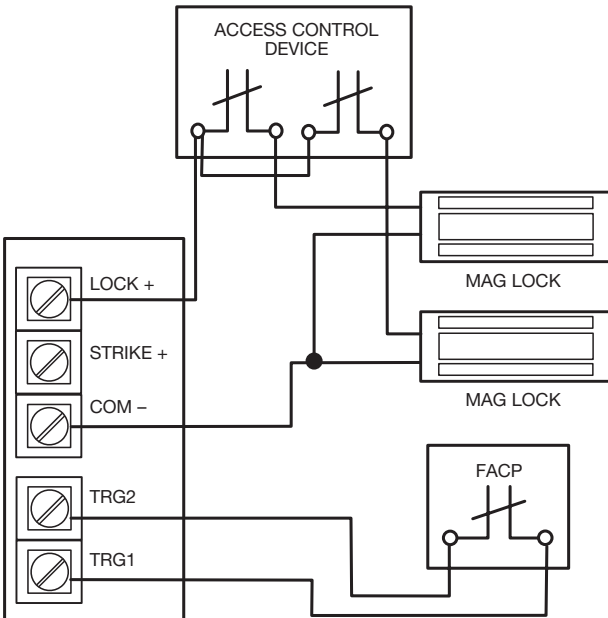 ACCESS CONTROL
DEVICE
LOCK +
MAG LOCK
STRIKE +
COM –
MAG LOCK
FACP
TRG2
TRG1